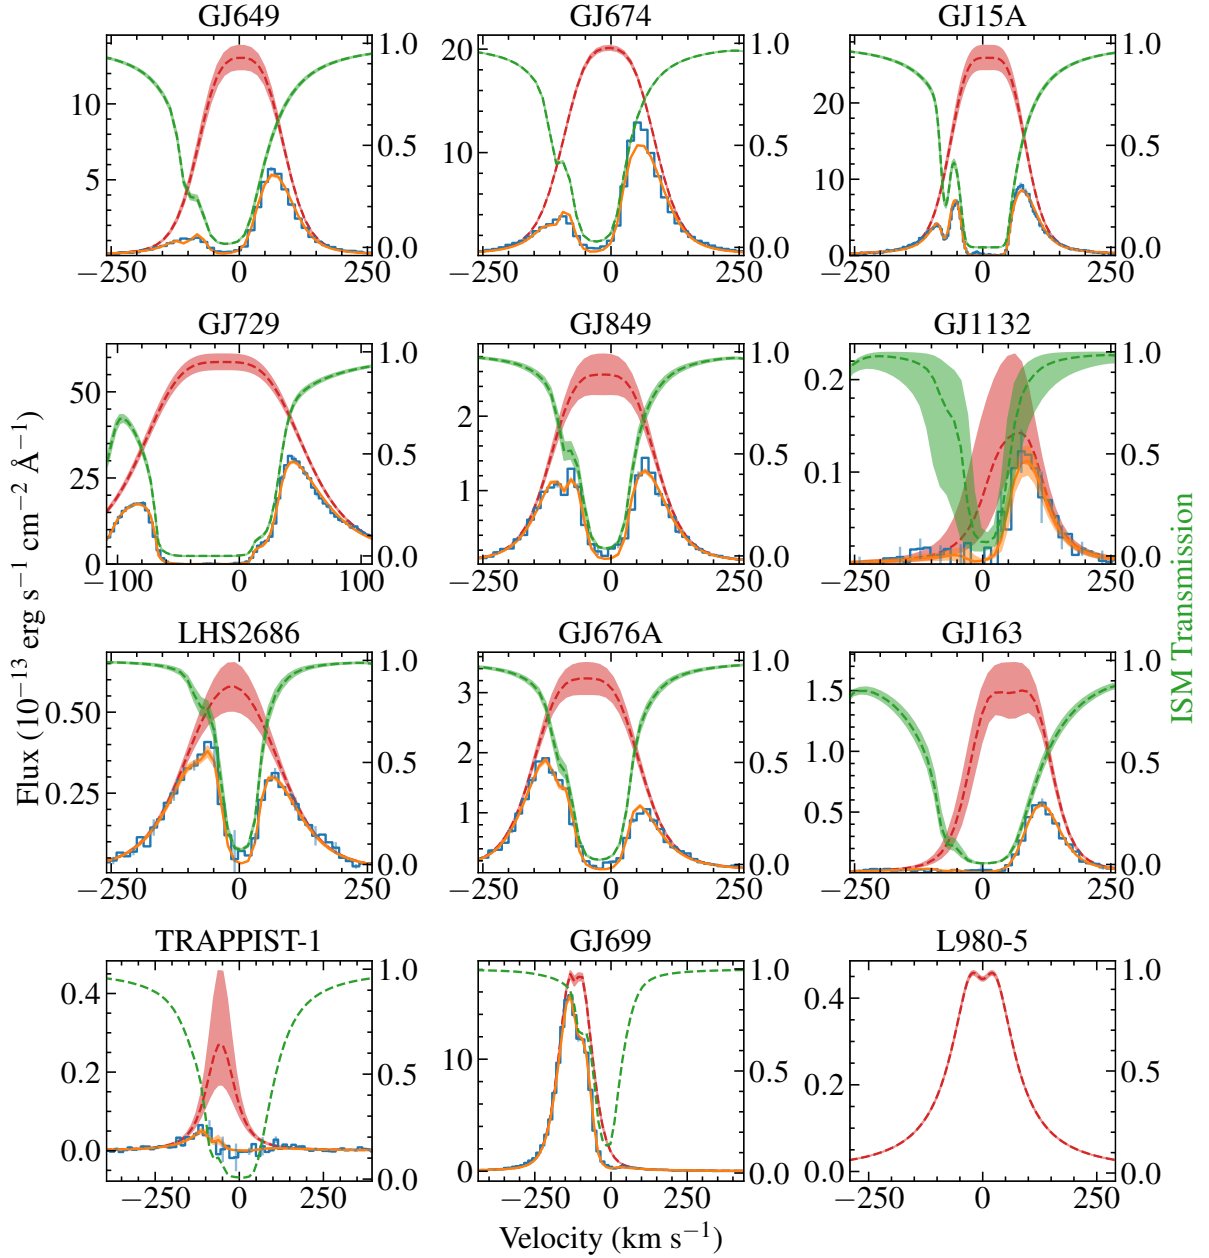 GJ649 GJ674 GJ15A
10 5 1.0 0.5 0.0 20 10 1.0 0.5 0.0 20 10 0 1.0 0.5 0.0
−250 0 250 −250 0 250 −250 0 250
GJ729 GJ849 GJ1132
50 25 0 1.0 0.5 0.0 2 1 1.0 0.5 0.0 0.2 0.1 1.0 0.5 0.0
−100 0 100 −250 0 250 −250 0 250
LHS2686 GJ676A GJ163
0.50 0.25 1.0 0.5 0.0 3 2 1 1.0 0.5 0.0 1.5 1.0 0.5 1.0 0.5 0.0
−250 0 250 −250 0 250 −250 0 250
TRAPPIST-1 GJ699 L980-5
0.4 0.2 0.0 1.0 0.5 0.0 10 0 1.0 0.5 0.0 0.4 0.2 0.0 1.0 0.5 0.0
−250 0 250 −250 0 250 −250 0 250
Flux (10⁻¹³ erg s⁻¹ cm⁻² Å⁻¹)
ISM Transmission
Velocity (km s⁻¹)